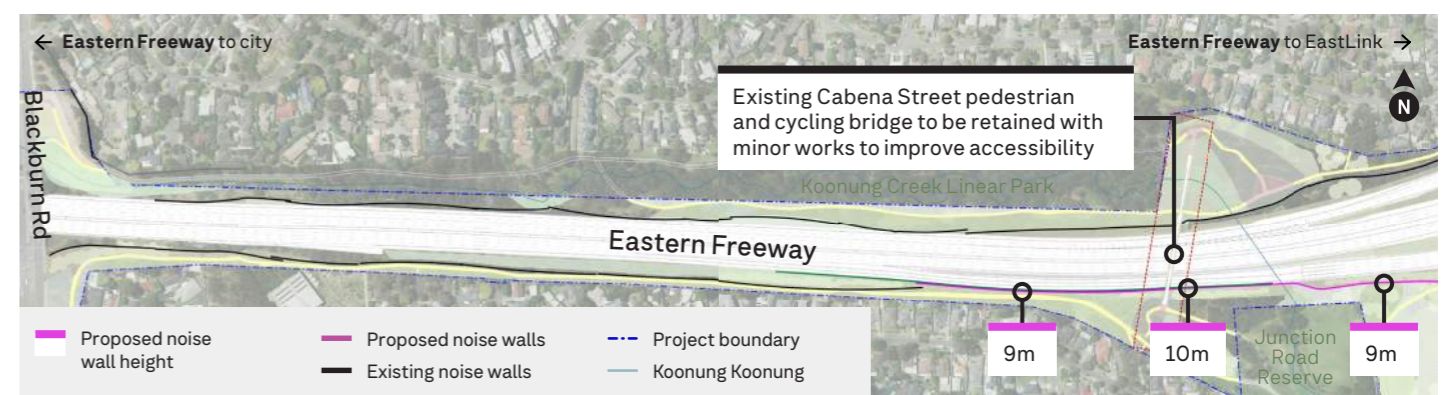 ← Eastern Freeway to city
Eastern Freeway to EastLink →
N
Blackburn Rd
Existing Cabena Street pedestrian
and cycling bridge to be retained with
minor works to improve accessibility
Koonung Creek Linear Park
Eastern Freeway
9m
10m
Junction
Road
Reserve
9m
Proposed noise
wall height
Proposed noise walls
Existing noise walls
Project boundary
Koonung Koonung